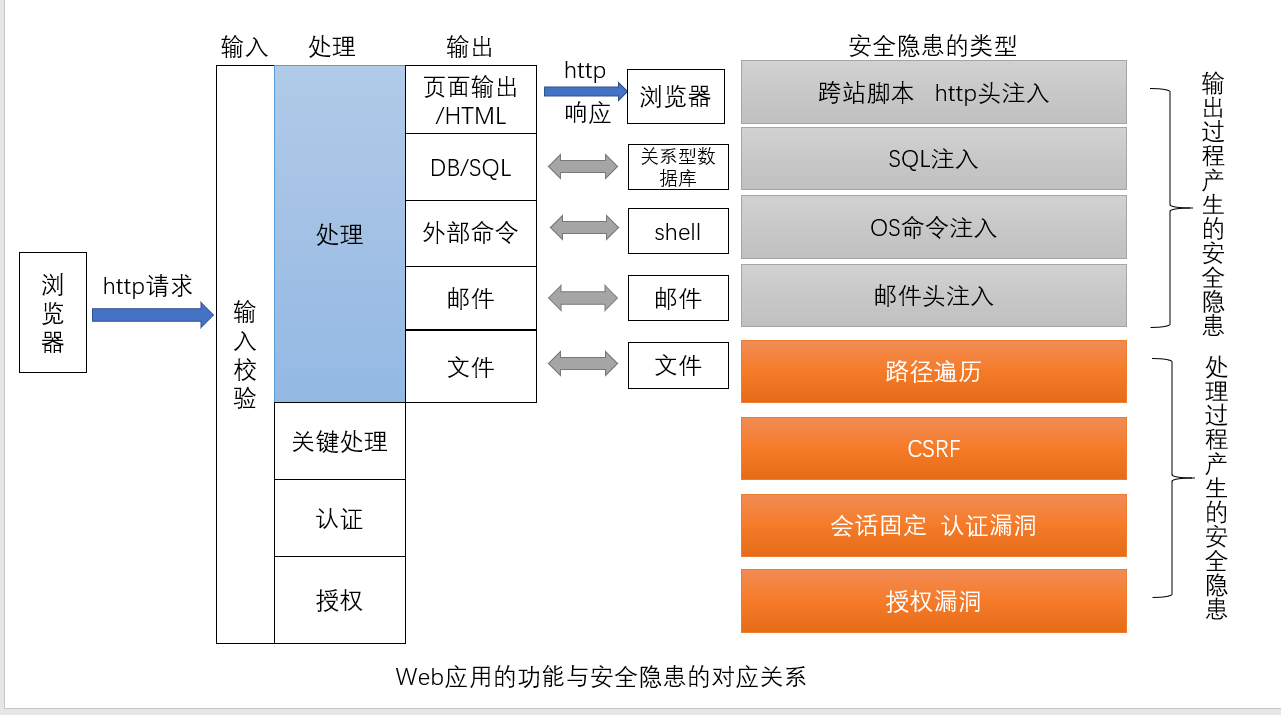 输入 处理 输出 安全隐患的类型
页面输出
/HTML
http
响应
浏览器
跨站脚本 http头注入
DB/SQL
关系型数
据库
SQL注入
处理
外部命令
shell
OS命令注入
邮件
邮件
邮件头注入
文件
文件
路径遍历
浏
览
器
http请求
输
入
校
验
关键处理
CSRF
认证
会话固定 认证漏洞
授权
授权漏洞
输
出
过
程
产
生
的
安
全
隐
患
处
理
过
程
产
生
的
安
全
隐
患
Web应用的功能与安全隐患的对应关系